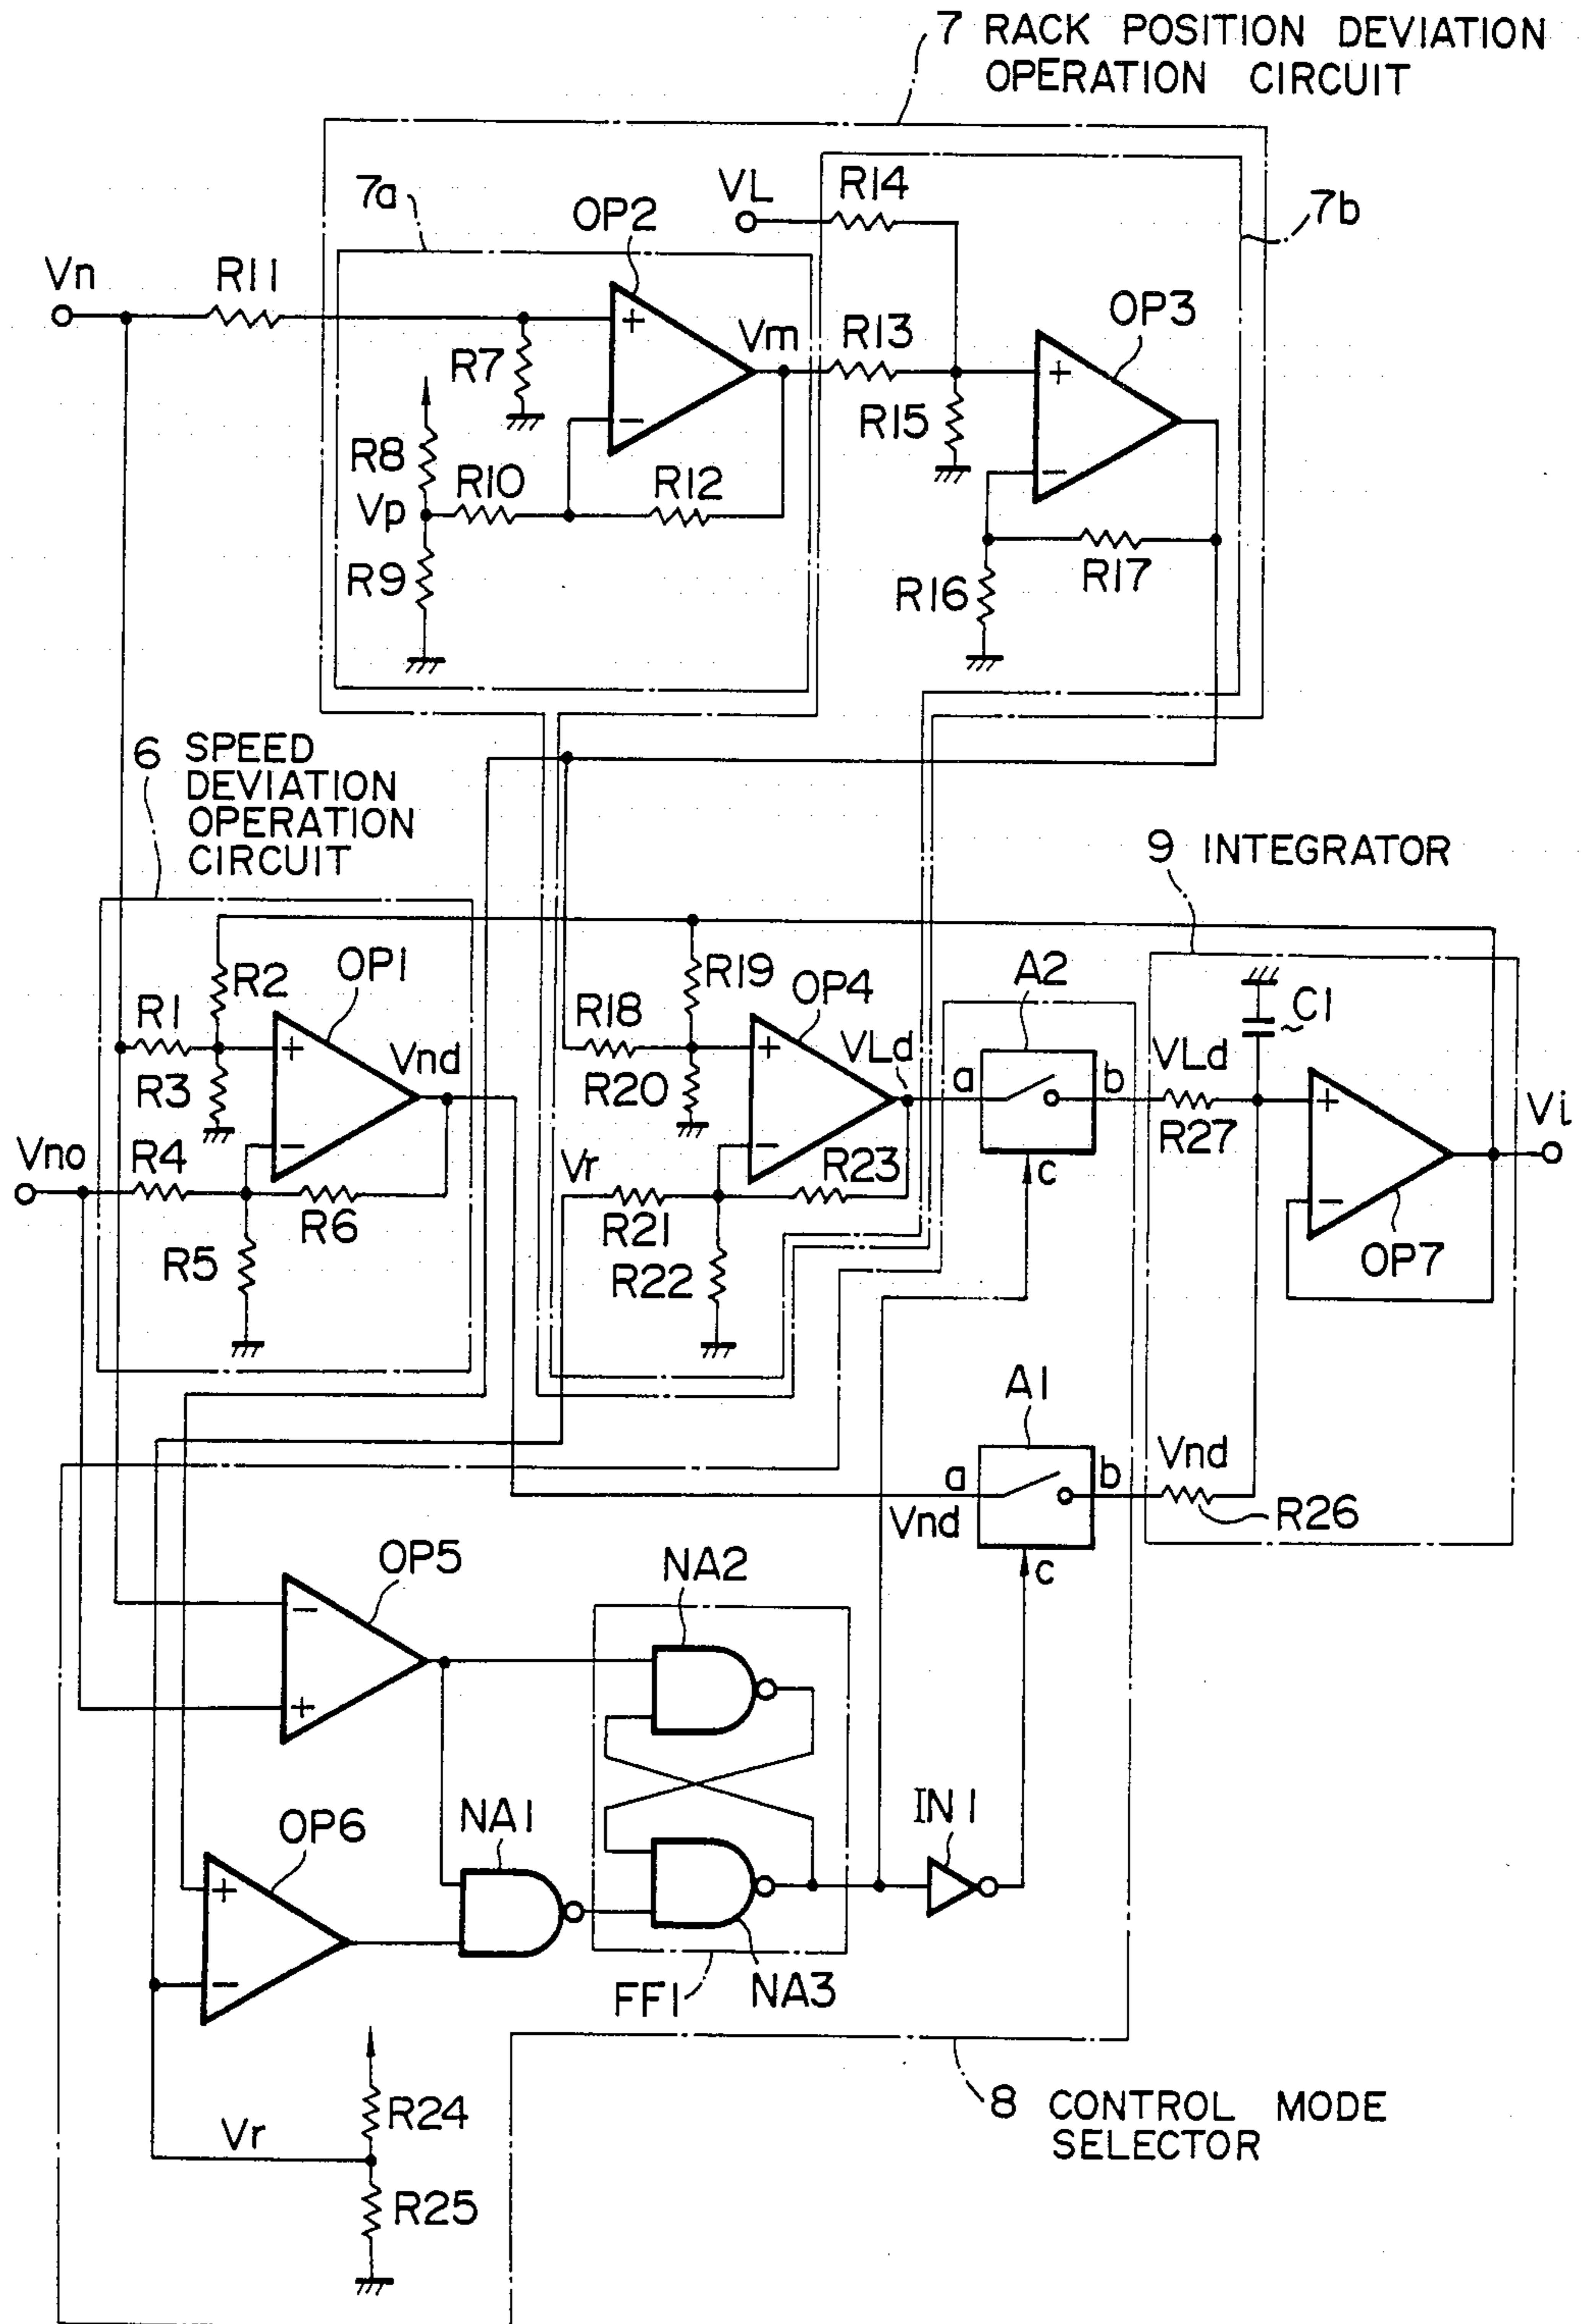 7 RACK POSITION DEVIATION
OPERATION CIRCUIT
7a
VL
R14
7b
OP2
Vn
R11
+
R7
Vm
R13
OP3
+
R15
−
R8
R10
R12
Vp
−
R9
R16
R17
6 SPEED
DEVIATION
OPERATION
CIRCUIT
9 INTEGRATOR
R2
OP1
R19
OP4
A2
C1
R1
+
Vnd
R18
+
VLd
a
b
VLd
R3
R20
R27
+
Vi
Vno
R4
−
Vr
−
R23
c
−
R6
R21
R5
R22
OP7
A1
a
b
Vnd
Vnd
R26
OP5
NA2
c
−
+
OP6
NA1
IN1
+
−
FF1
NA3
R24
8 CONTROL MODE
SELECTOR
Vr
R25